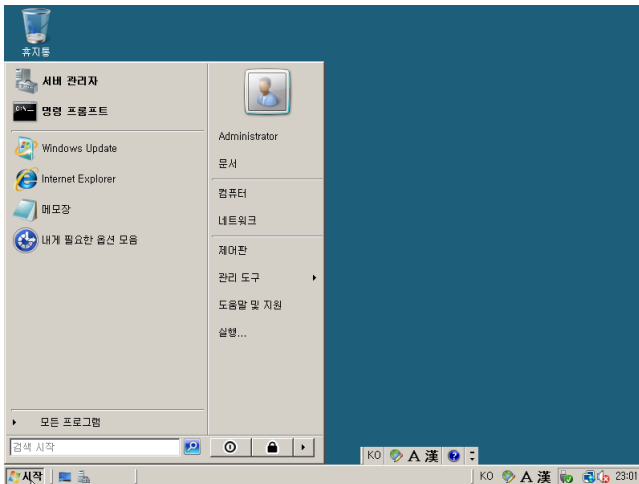 휴지통
서버 관리자
명령 프롬프트
Windows Update
Internet Explorer
메모장
내게 필요한 옵션 모음
모든 프로그램
검색 시작
Administrator
문서
컴퓨터
네트워크
제어판
관리 도구
도움말 및 지원
실행...
KO A 漢
시작
KO A 漢 23:01